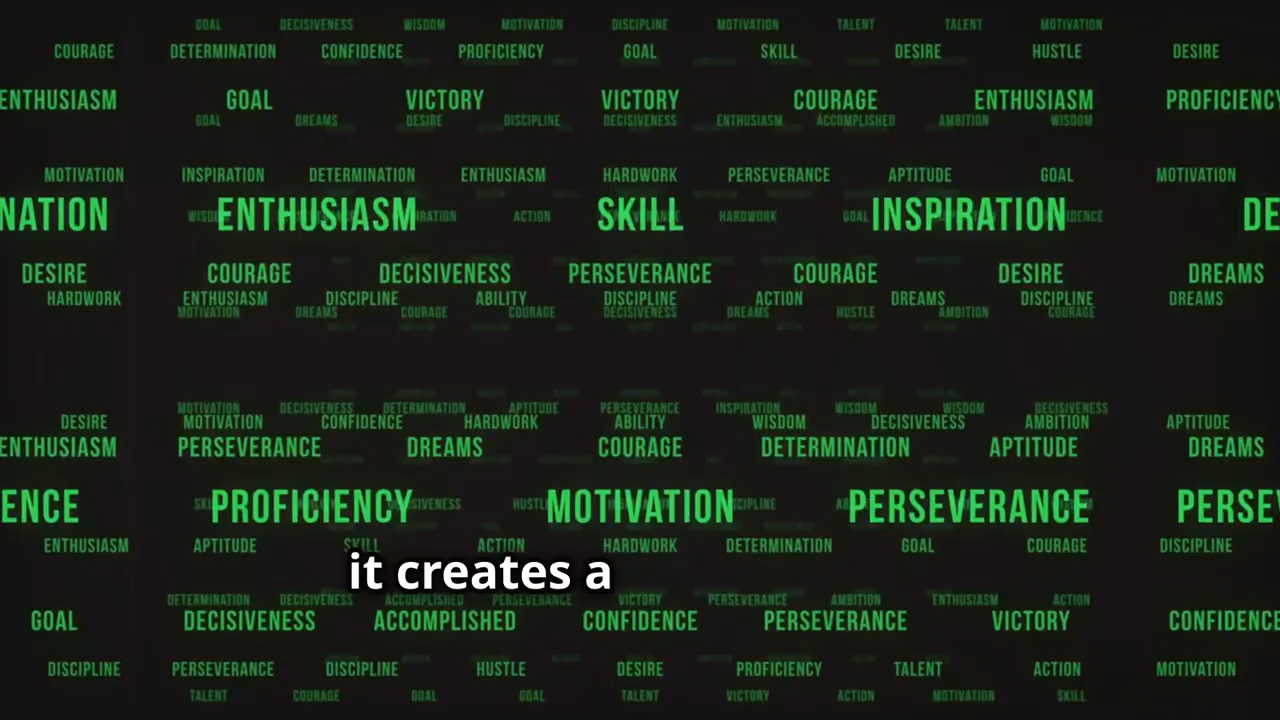 GOAL DECISIVENESS WISDOM MOTIVATION DISCIPLINE MOTIVATION TALENT TALENT MOTIVATION
COURAGE DETERMINATION CONFIDENCE PROFICIENCY GOAL SKILL DESIRE HUSTLE DESIRE
ENTHUSIASM GOAL VICTORY VICTORY COURAGE ENTHUSIASM PROFICIENCY
GOAL DREAMS DESIRE DISCIPLINE DECISIVENESS ENTHUSIASM ACCOMPLISHED AMBITION WISDOM
MOTIVATION INSPIRATION DETERMINATION ENTHUSIASM HARDWORK PERSEVERANCE APTITUDE GOAL MOTIVATION
NATION ENTHUSIASM SKILL INSPIRATION DE
ACTION HARDWORK GOAL
DESIRE COURAGE DECISIVENESS PERSEVERANCE COURAGE DESIRE DREAMS
HARDWORK ENTHUSIASM DISCIPLINE ABILITY DISCIPLINE ACTION DREAMS DISCIPLINE DREAMS
MOTIVATION DREAMS COURAGE COURAGE DECISIVENESS DREAMS HUSTLE AMBITION COURAGE
MOTIVATION DECISIVENESS DETERMINATION APTITUDE PERSEVERANCE INSPIRATION WISDOM WISDOM DECISIVENESS
DESIRE MOTIVATION CONFIDENCE HARDWORK ABILITY WISDOM DECISIVENESS AMBITION APTITUDE
ENTHUSIASM PERSEVERANCE DREAMS COURAGE DETERMINATION APTITUDE DREAMS
ENCE PROFICIENCY MOTIVATION PERSEVERANCE PERSEV
ENTHUSIASM APTITUDE SKILL ACTION HARDWORK DETERMINATION GOAL COURAGE DISCIPLINE
it creates a
DETERMINATION DECISIVENESS ACCOMPLISHED PERSEVERANCE VICTORY PERSEVERANCE AMBITION ENTHUSIASM ACTION
GOAL DECISIVENESS ACCOMPLISHED CONFIDENCE PERSEVERANCE VICTORY CONFIDENCE
DISCIPLINE PERSEVERANCE DISCIPLINE HUSTLE DESIRE PROFICIENCY TALENT ACTION MOTIVATION
TALENT COURAGE GOAL GOAL TALENT VICTORY ACTION MOTIVATION SKILL